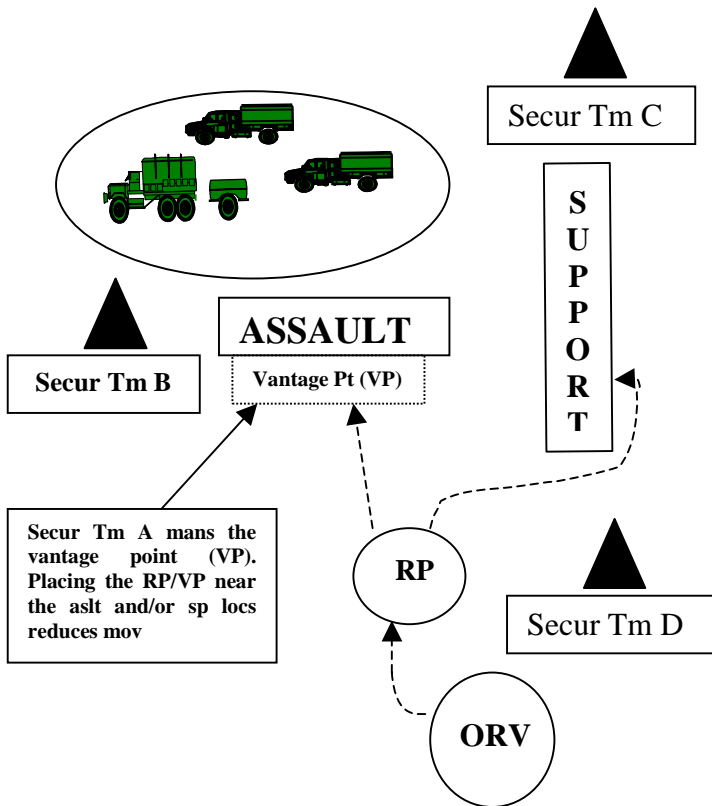 Secur Tm C
S
U
P
P
O
R
T
ASSAULT
Vantage Pt (VP)
Secur Tm B
Secur Tm A mans the
vantage point (VP).
Placing the RP/VP near
the aslt and/or sp locs
reduces mov
RP
Secur Tm D
ORV